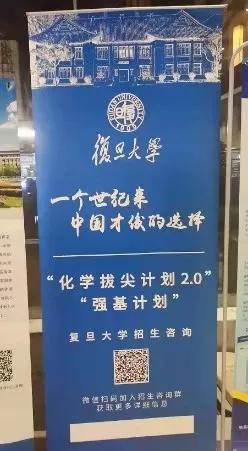 復旦大學
一个世纪来
中国才俊的选择
“化学拔尖计划2.0”
“强基计划”
复旦大学招生咨询
微信扫码加入招生咨询群
获取更多详细信息